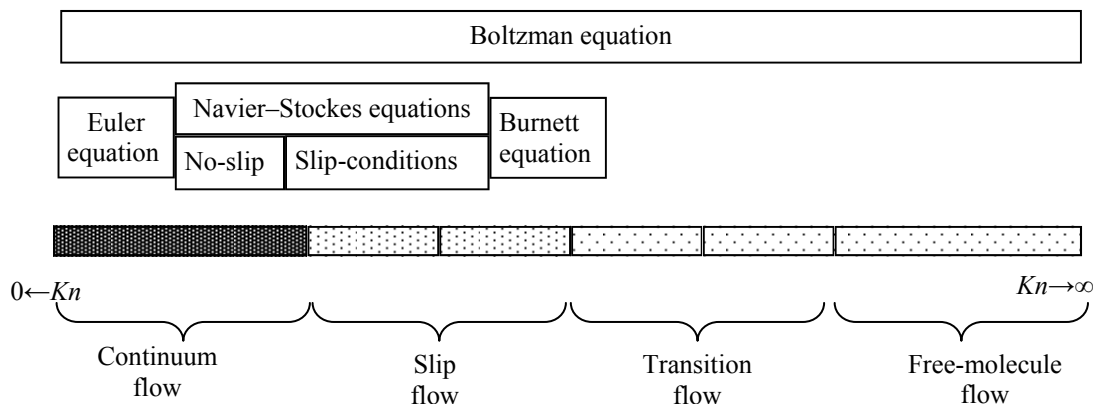 Boltzman equation
Navier–Stockes equations
Euler
equation
No-slip
Slip-conditions
Burnett
equation
0←Kn
Kn→∞
Continuum
flow
Slip
flow
Transition
flow
Free-molecule
flow